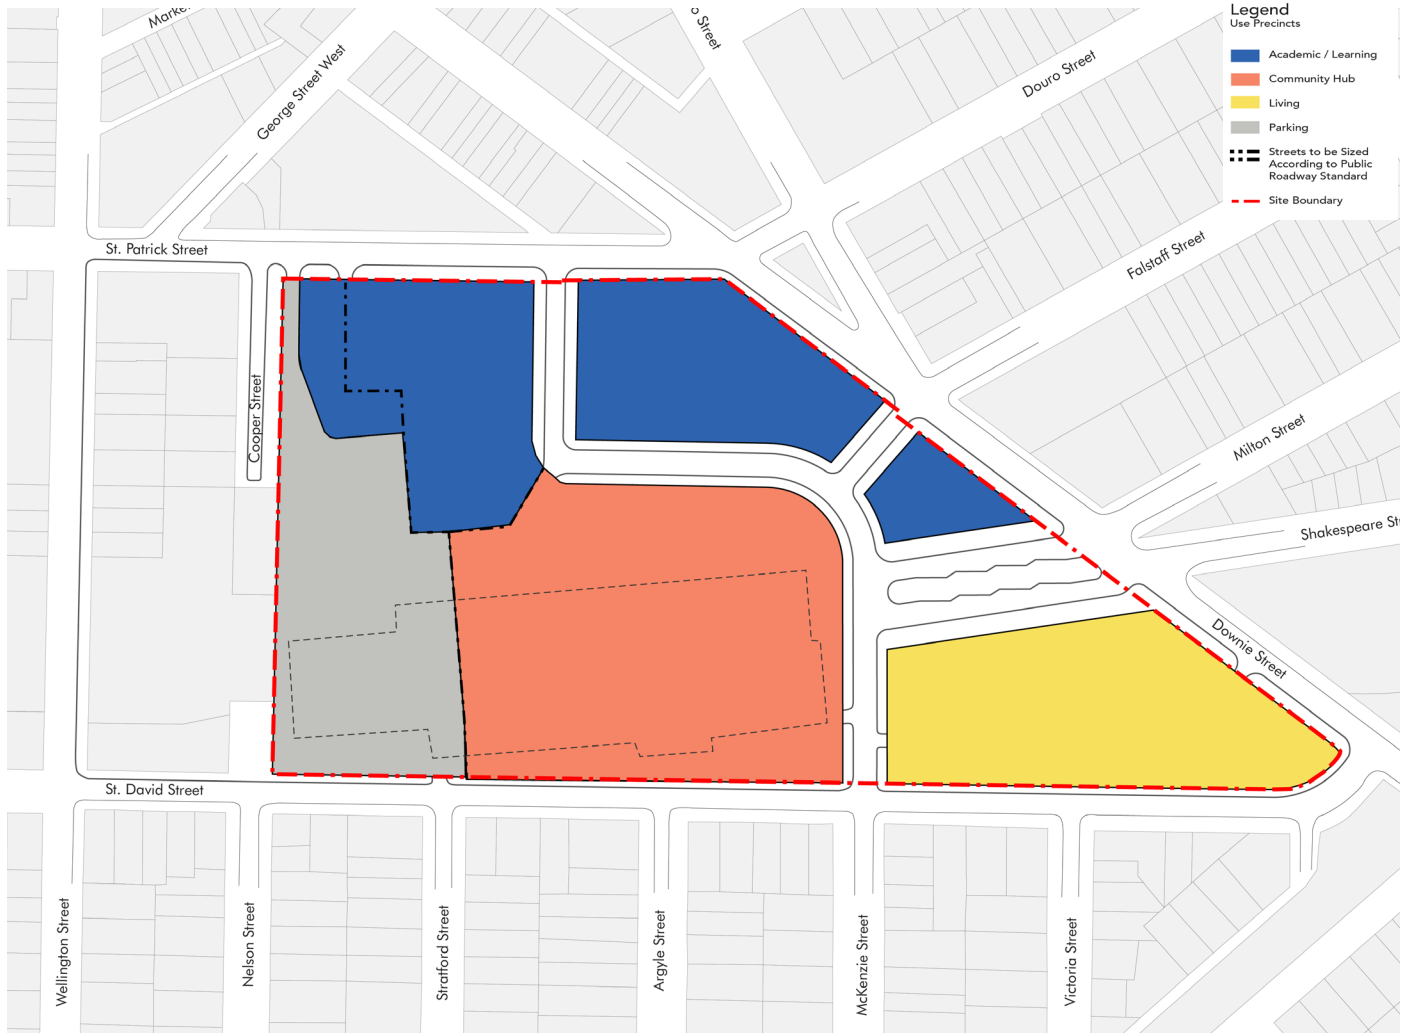 Legend
Use Precincts
Academic / Learning
Community Hub
Living
Parking
Streets to be Sized
According to Public
Roadway Standard
Site Boundary
George Street West
Street
Douro Street
St. Patrick Street
Falstaff Street
Cooper Street
Milton Street
Shakespeare
Downie Street
St. David Street
Wellington Street
Nelson Street
Stratford Street
Argyle Street
McKenzie Street
Victoria Street